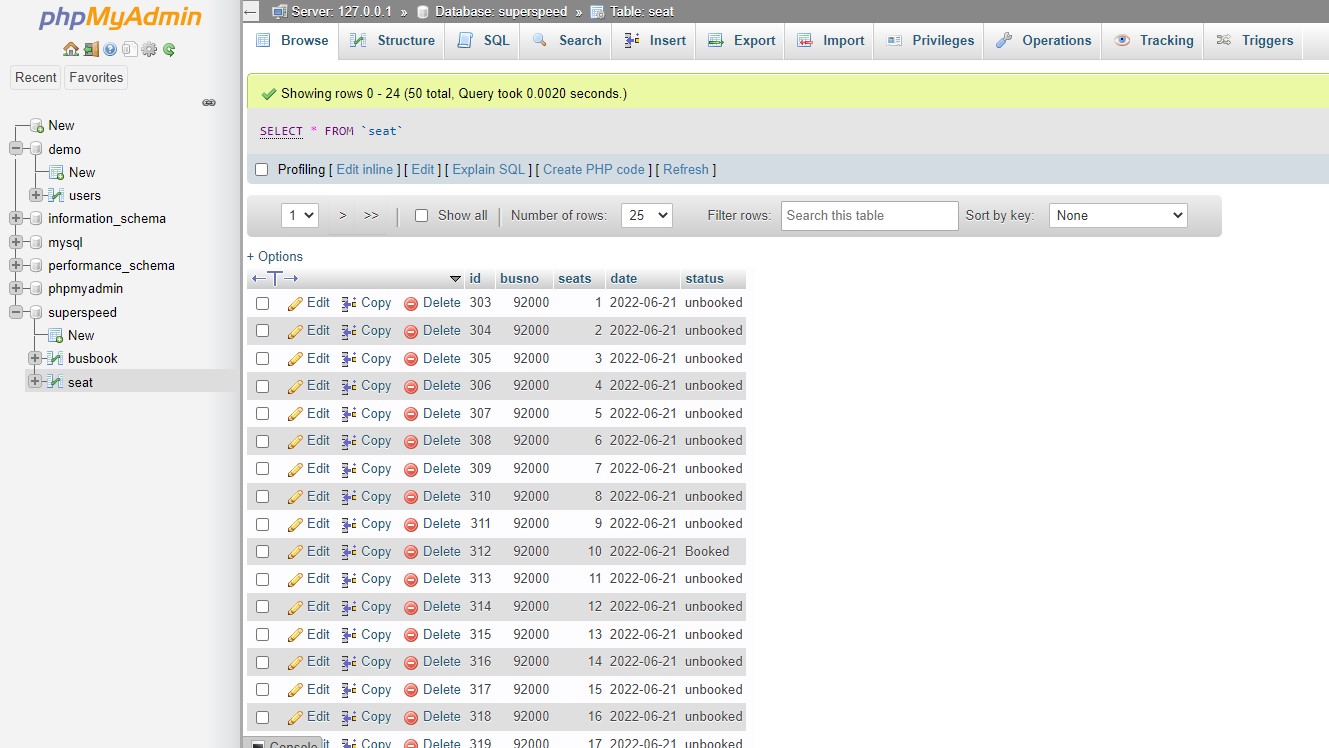 phpMyAdmin
Recent Favorites
New
demo
New
users
information_schema
mysql
performance_schema
phpmyadmin
superspeed
New
busbook
seat
Server: 127.0.0.1 » Database: superspeed » Table: seat
Browse Structure SQL Search Insert Export Import Privileges Operations Tracking Triggers
Showing rows 0 - 24 (50 total, Query took 0.0020 seconds.)
SELECT * FROM `seat`
Profiling [ Edit inline ] [ Edit ] [ Explain SQL ] [ Create PHP code ] [ Refresh ]
1 > >> | Show all | Number of rows: 25 Filter rows: Search this table Sort by key: None
+ Options
←T→ id busno seats date status
Edit Copy Delete 303 92000 1 2022-06-21 unbooked
Edit Copy Delete 304 92000 2 2022-06-21 unbooked
Edit Copy Delete 305 92000 3 2022-06-21 unbooked
Edit Copy Delete 306 92000 4 2022-06-21 unbooked
Edit Copy Delete 307 92000 5 2022-06-21 unbooked
Edit Copy Delete 308 92000 6 2022-06-21 unbooked
Edit Copy Delete 309 92000 7 2022-06-21 unbooked
Edit Copy Delete 310 92000 8 2022-06-21 unbooked
Edit Copy Delete 311 92000 9 2022-06-21 unbooked
Edit Copy Delete 312 92000 10 2022-06-21 Booked
Edit Copy Delete 313 92000 11 2022-06-21 unbooked
Edit Copy Delete 314 92000 12 2022-06-21 unbooked
Edit Copy Delete 315 92000 13 2022-06-21 unbooked
Edit Copy Delete 316 92000 14 2022-06-21 unbooked
Edit Copy Delete 317 92000 15 2022-06-21 unbooked
Edit Copy Delete 318 92000 16 2022-06-21 unbooked
Console Copy Delete 319 92000 17 2022-06-21 unbooked